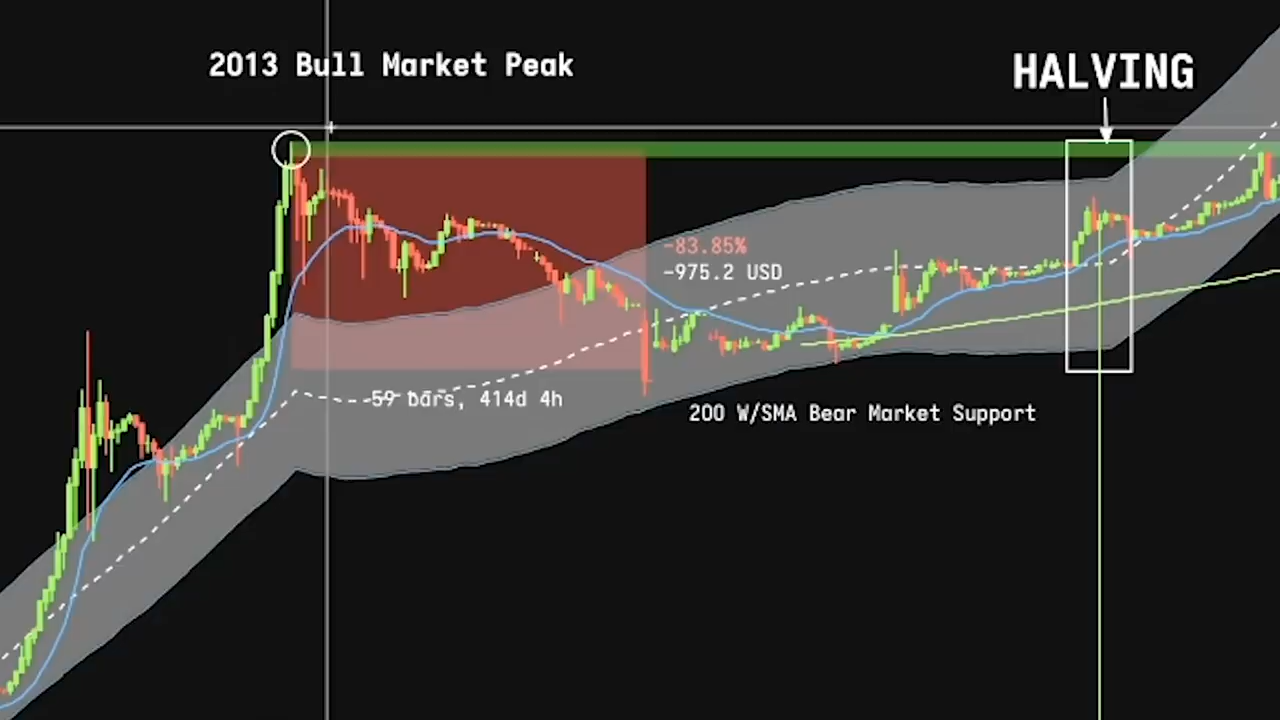 2013 Bull Market Peak
HALVING
-83.85%
-975.2 USD
59 bars, 414d 4h
200 W/SMA Bear Market Support